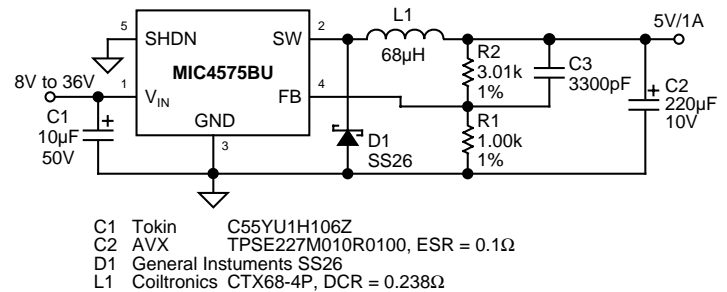 L1
5V/1A
5
SHDN
SW
2
68µH
R2
3.01k
1%
C3
3300pF
MIC4575BU
8V to 36V
1
VIN
FB
4
C2
220µF
10V
+
C1
10µF
50V
+
GND
3
D1
SS26
R1
1.00k
1%
C1 Tokin C55YU1H106Z
C2 AVX TPSE227M010R0100, ESR = 0.1Ω
D1 General Instuments SS26
L1 Coiltronics CTX68-4P, DCR = 0.238Ω